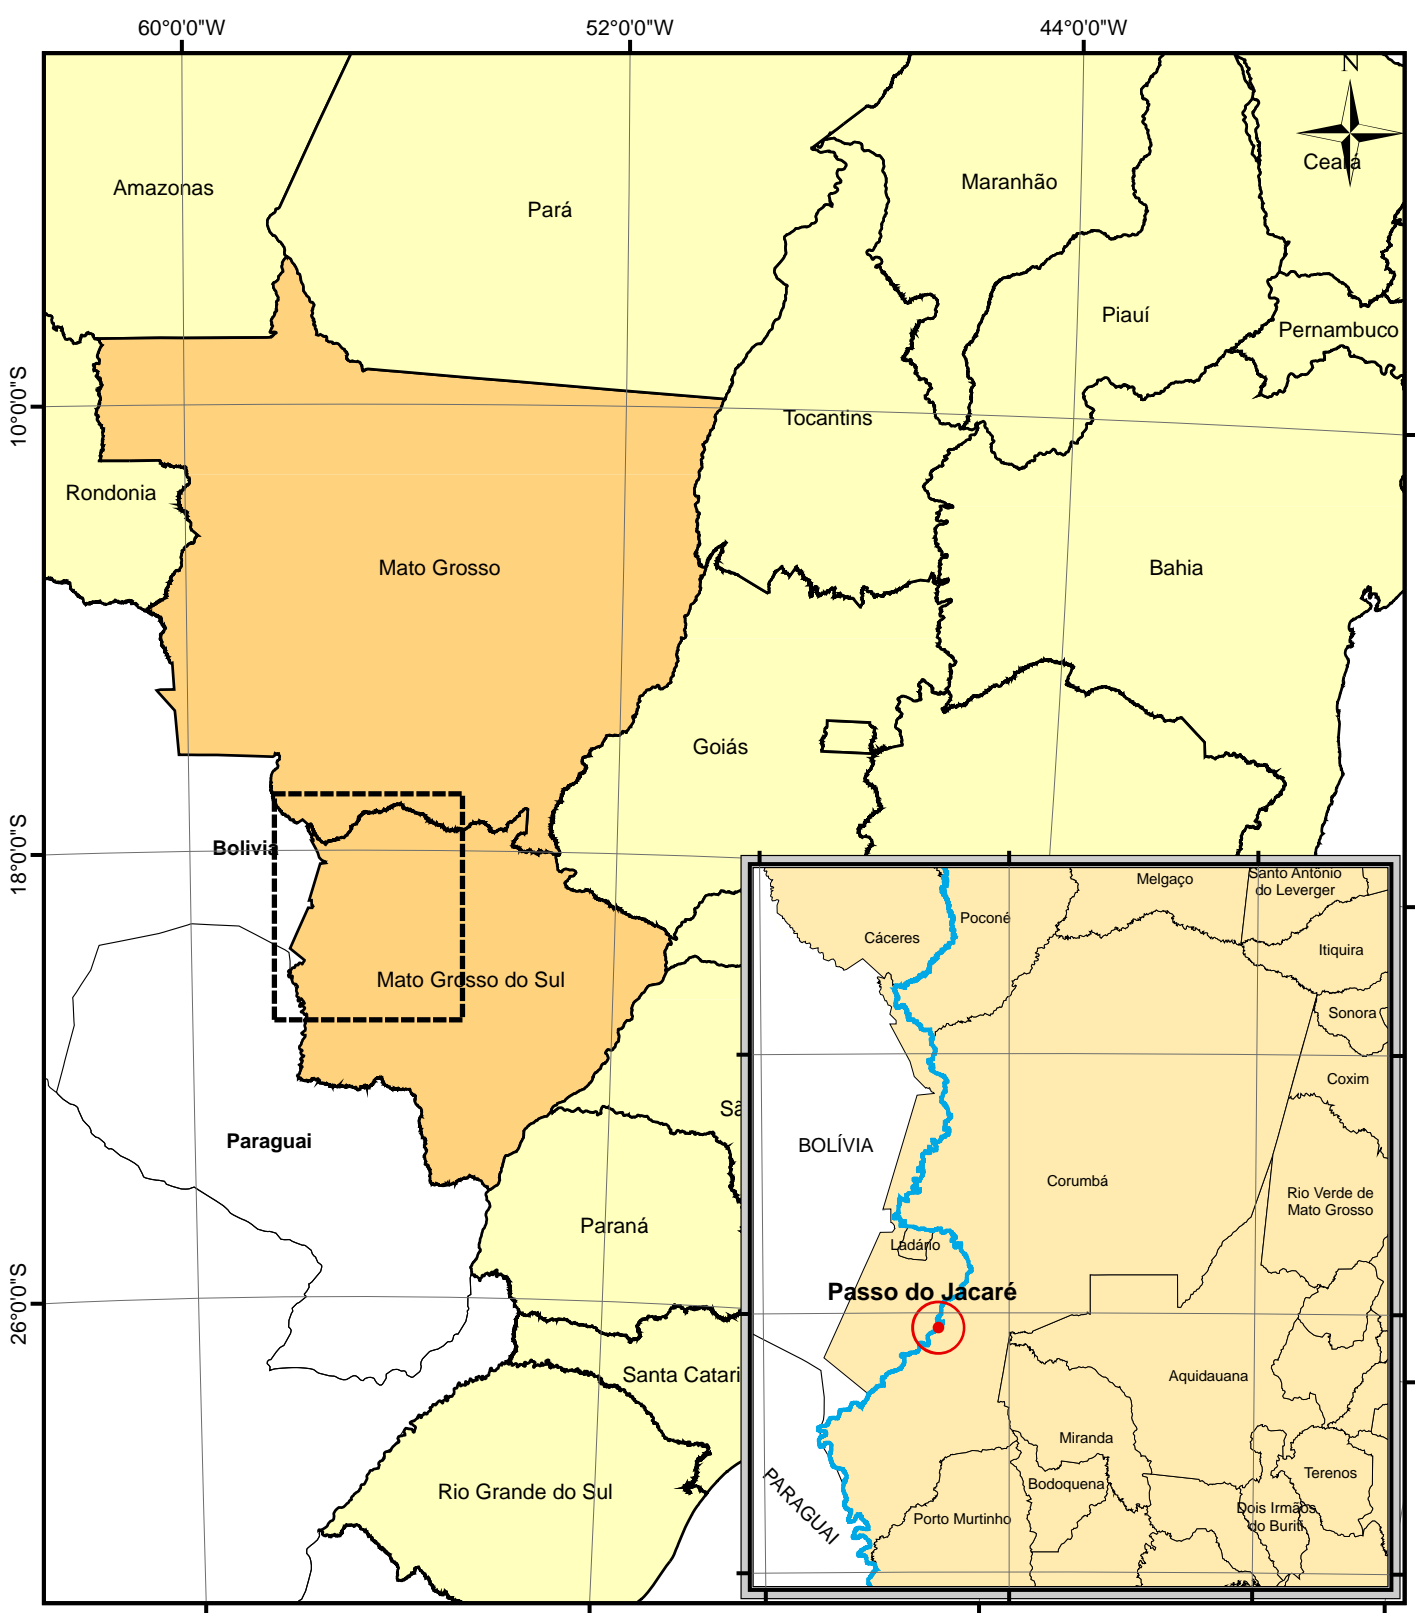 60°0'0"W
52°0'0"W
44°0'0"W
N
Amazonas
Pará
Maranhão
Ceará
Piauí
Pernambuco
10°0'0"S
Tocantins
Rondonia
Mato Grosso
Bahia
Goiás
18°0'0"S
Bolivia
Mato Grosso do Sul
Sã
Paraguai
Paraná
26°0'0"S
Santa Catari
Rio Grande do Sul
Melgaço
Santo Antônio
do Leverger
Poconé
Cáceres
Itiquira
Sonora
Coxim
BOLÍVIA
Corumbá
Rio Verde de
Mato Grosso
Ladário
Passo do Jacaré
Aquidauana
Miranda
Bodoquena
Terenos
PARAGUAI
Porto Murtinho
Dois Irmãos
do Buriti